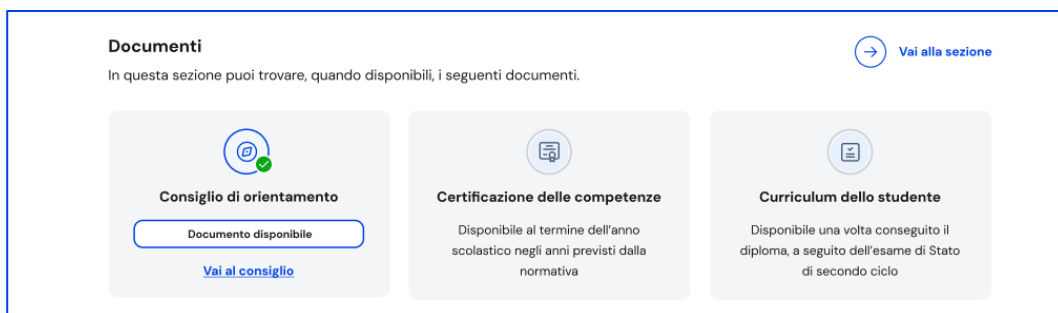 Documenti
Vai alla sezione
In questa sezione puoi trovare, quando disponibili, i seguenti documenti.
Consiglio di orientamento
Documento disponibile
Vai al consiglio
Certificazione delle competenze
Disponibile al termine dell'anno
scolastico negli anni previsti dalla
normativa
Curriculum dello studente
Disponibile una volta conseguito il
diploma, a seguito dell'esame di Stato
di secondo ciclo